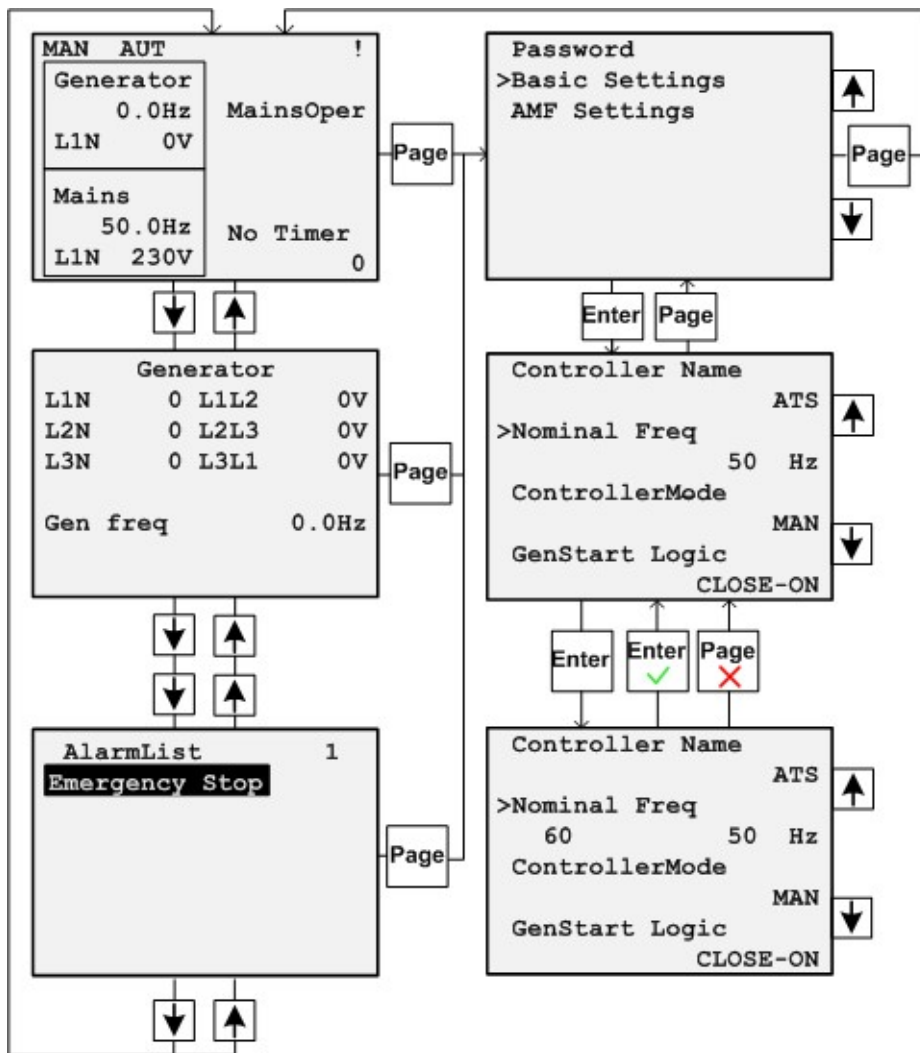 MAN AUT !
Generator
0.0Hz
L1N 0V
MainsOper
Mains
50.0Hz
L1N 230V
No Timer
0
Page
Password
>Basic Settings
AMF Settings
Page
Generator
L1N 0 L1L2 0V
L2N 0 L2L3 0V
L3N 0 L3L1 0V
Gen freq 0.0Hz
Page
Enter Page
Controller Name
ATS
>Nominal Freq
50 Hz
ControllerMode
MAN
GenStart Logic
CLOSE-ON
Enter Enter Page
AlarmList 1
Emergency Stop
Page
Controller Name
ATS
>Nominal Freq
60 50 Hz
ControllerMode
MAN
GenStart Logic
CLOSE-ON